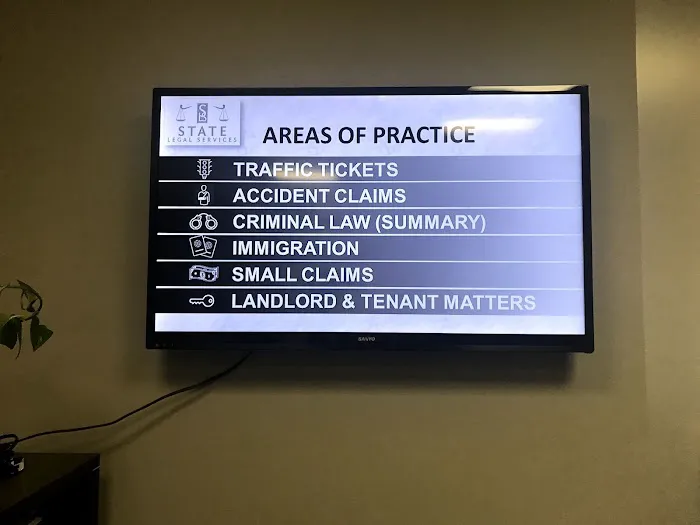 STATE
LEGAL SERVICES
AREAS OF PRACTICE
TRAFFIC TICKETS
ACCIDENT CLAIMS
CRIMINAL LAW (SUMMARY)
IMMIGRATION
SMALL CLAIMS
LANDLORD & TENANT MATTERS
SANYO